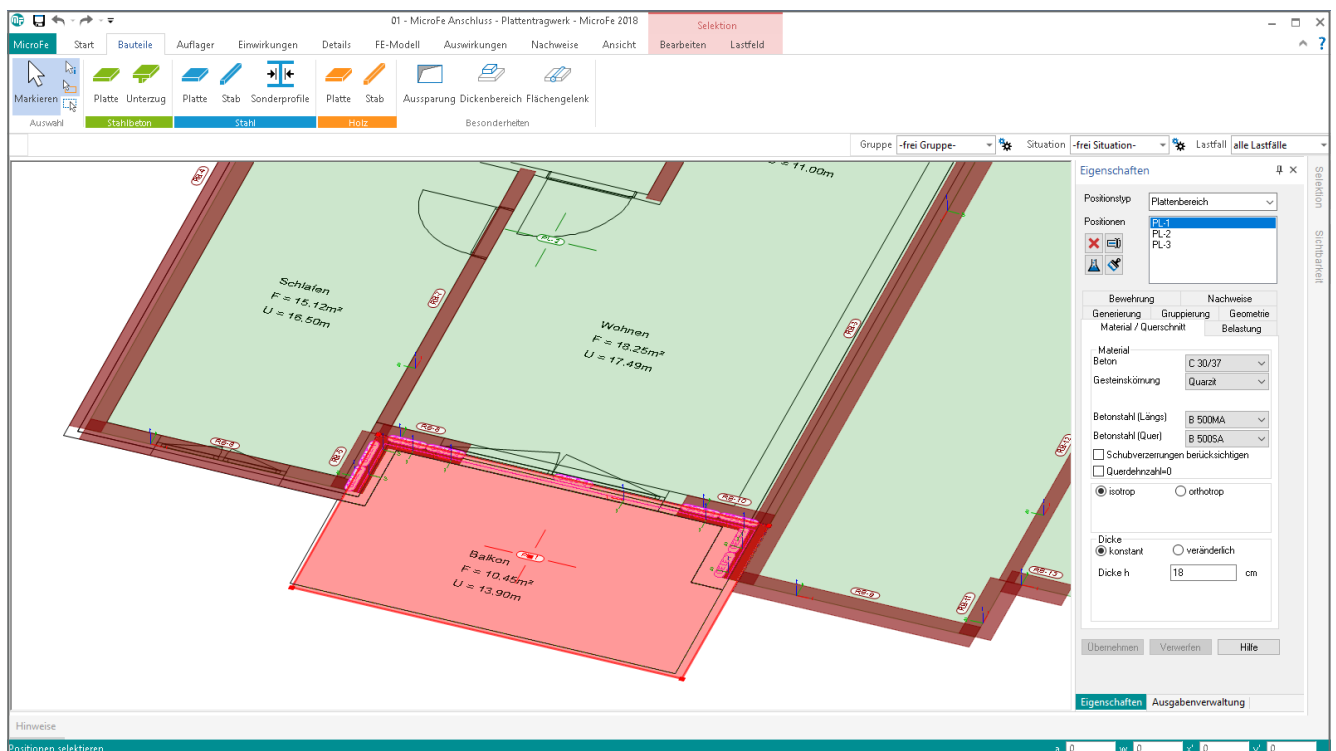 01 - MicroFe Anschluss - Plattentragwerk - MicroFe 2018
Selektion
MicroFe Start Bauteile Auflager Einwirkungen Details FE-Modell Auswirkungen Nachweise Ansicht Bearbeiten Lastfeld
Markieren Platte Unterzug Platte Stab Sonderprofile Platte Stab Aussparung Dickenbereich Flächengelenk
Auswahl Stahlbeton Stahl Holz Besonderheiten
Gruppe -frei Gruppe- Situation -frei Situation- Lastfall alle Lastfälle
Eigenschaften
Positionstyp Plattenbereich
Positionen PL-1
PL-2
PL-3
Bewehrung Nachweise
Generierung Gruppierung Geometrie
Material / Querschnitt Belastung
Material
Beton C 30/37
Gesteinskörnung Quarzit
Betonstahl (Längs) B 500MA
Betonstahl (Quer) B 500SA
Schubverzerrungen berücksichtigen
Querdehnzahl=0
isotrop orthotrop
Dicke
konstant veränderlich
Dicke h 18 cm
Übernehmen Verwerfen Hilfe
Eigenschaften Ausgabenverwaltung
Selektion
Sichtbarkeit
U = 11.00m
PL-2
Schlafen
F = 15.12m²
U = 16.50m
Wohnen
F = 18.25m²
U = 17.49m
Balkon
F = 10.45m²
U = 13.90m
Hinweise
Positionen selektieren